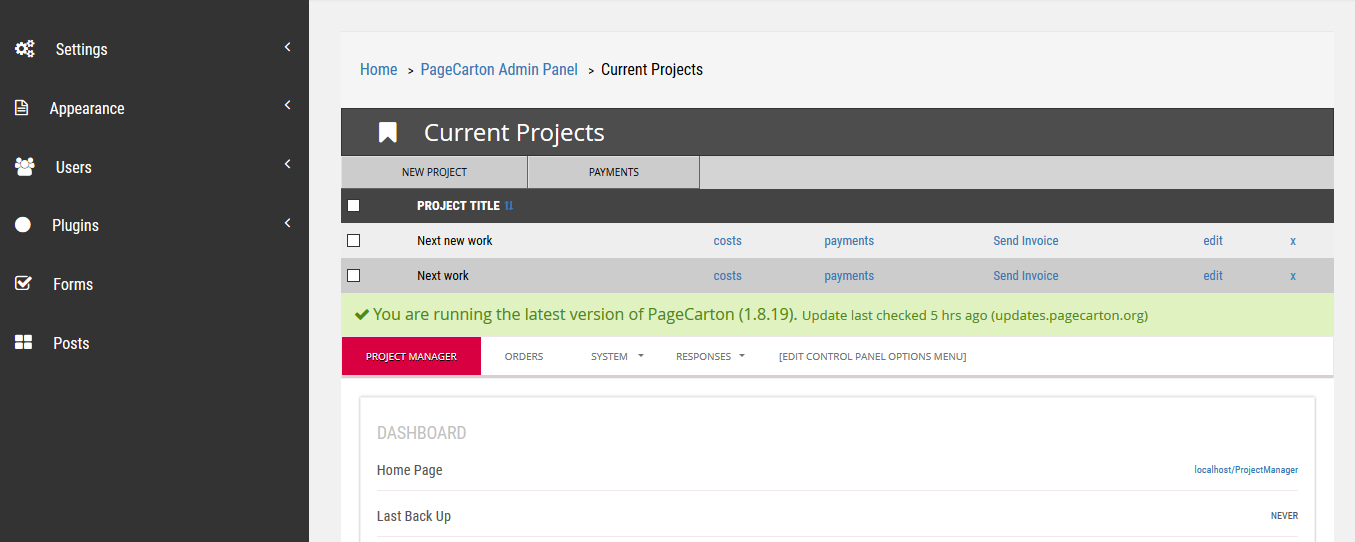 Settings
Appearance
Users
Plugins
Forms
Posts
Home > PageCarton Admin Panel > Current Projects
Current Projects
NEW PROJECT PAYMENTS
PROJECT TITLE
Next new work costs payments Send Invoice edit x
Next work costs payments Send Invoice edit x
You are running the latest version of PageCarton (1.8.19). Update last checked 5 hrs ago (updates.pagecarton.org)
PROJECT MANAGER ORDERS SYSTEM RESPONSES [EDIT CONTROL PANEL OPTIONS MENU]
DASHBOARD
Home Page localhost/ProjectManager
Last Back Up NEVER